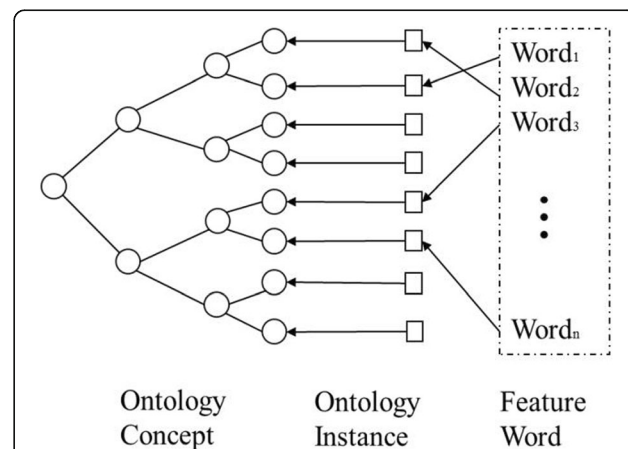 Word₁
Word₂
Word₃
Wordₙ
Ontology Concept
Ontology Instance
Feature Word